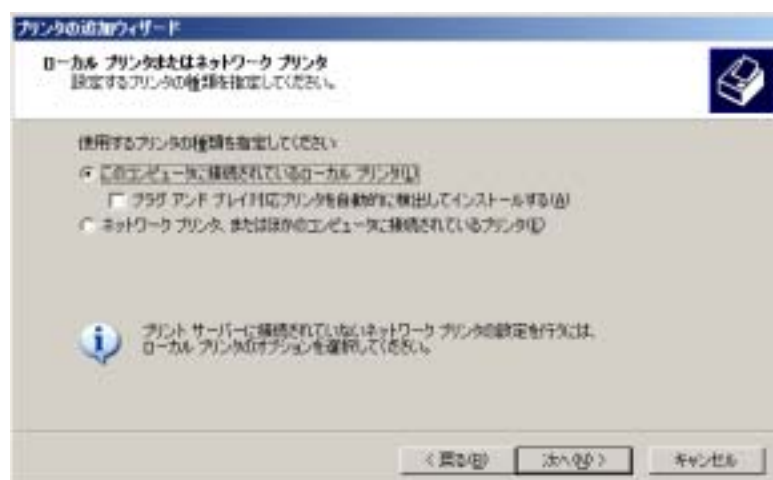 プリンタの追加ウィザード
ローカル プリンタまたはネットワーク プリンタ
設定するプリンタの種類を指定してください。
使用するプリンタの種類を指定してください
このコンピュータに接続されているローカル プリンタ(L)
プラグ アンド プレイ対応プリンタを自動的に検出してインストールする(A)
ネットワーク プリンタ、またはほかのコンピュータに接続されているプリンタ(E)
プリント サーバーに接続されていないネットワーク プリンタの設定を行うには、
ローカル プリンタのオプションを選択してください。
< 戻る(B)
次へ(N) >
キャンセル